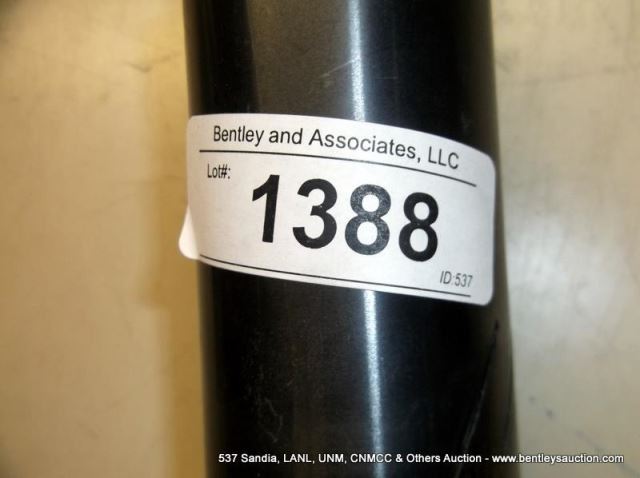 Bentley and Associates, LLC
Lot#:
1388
ID:537
537 Sandia, LANL, UNM, CNMCC & Others Auction - www.bentleysauction.com